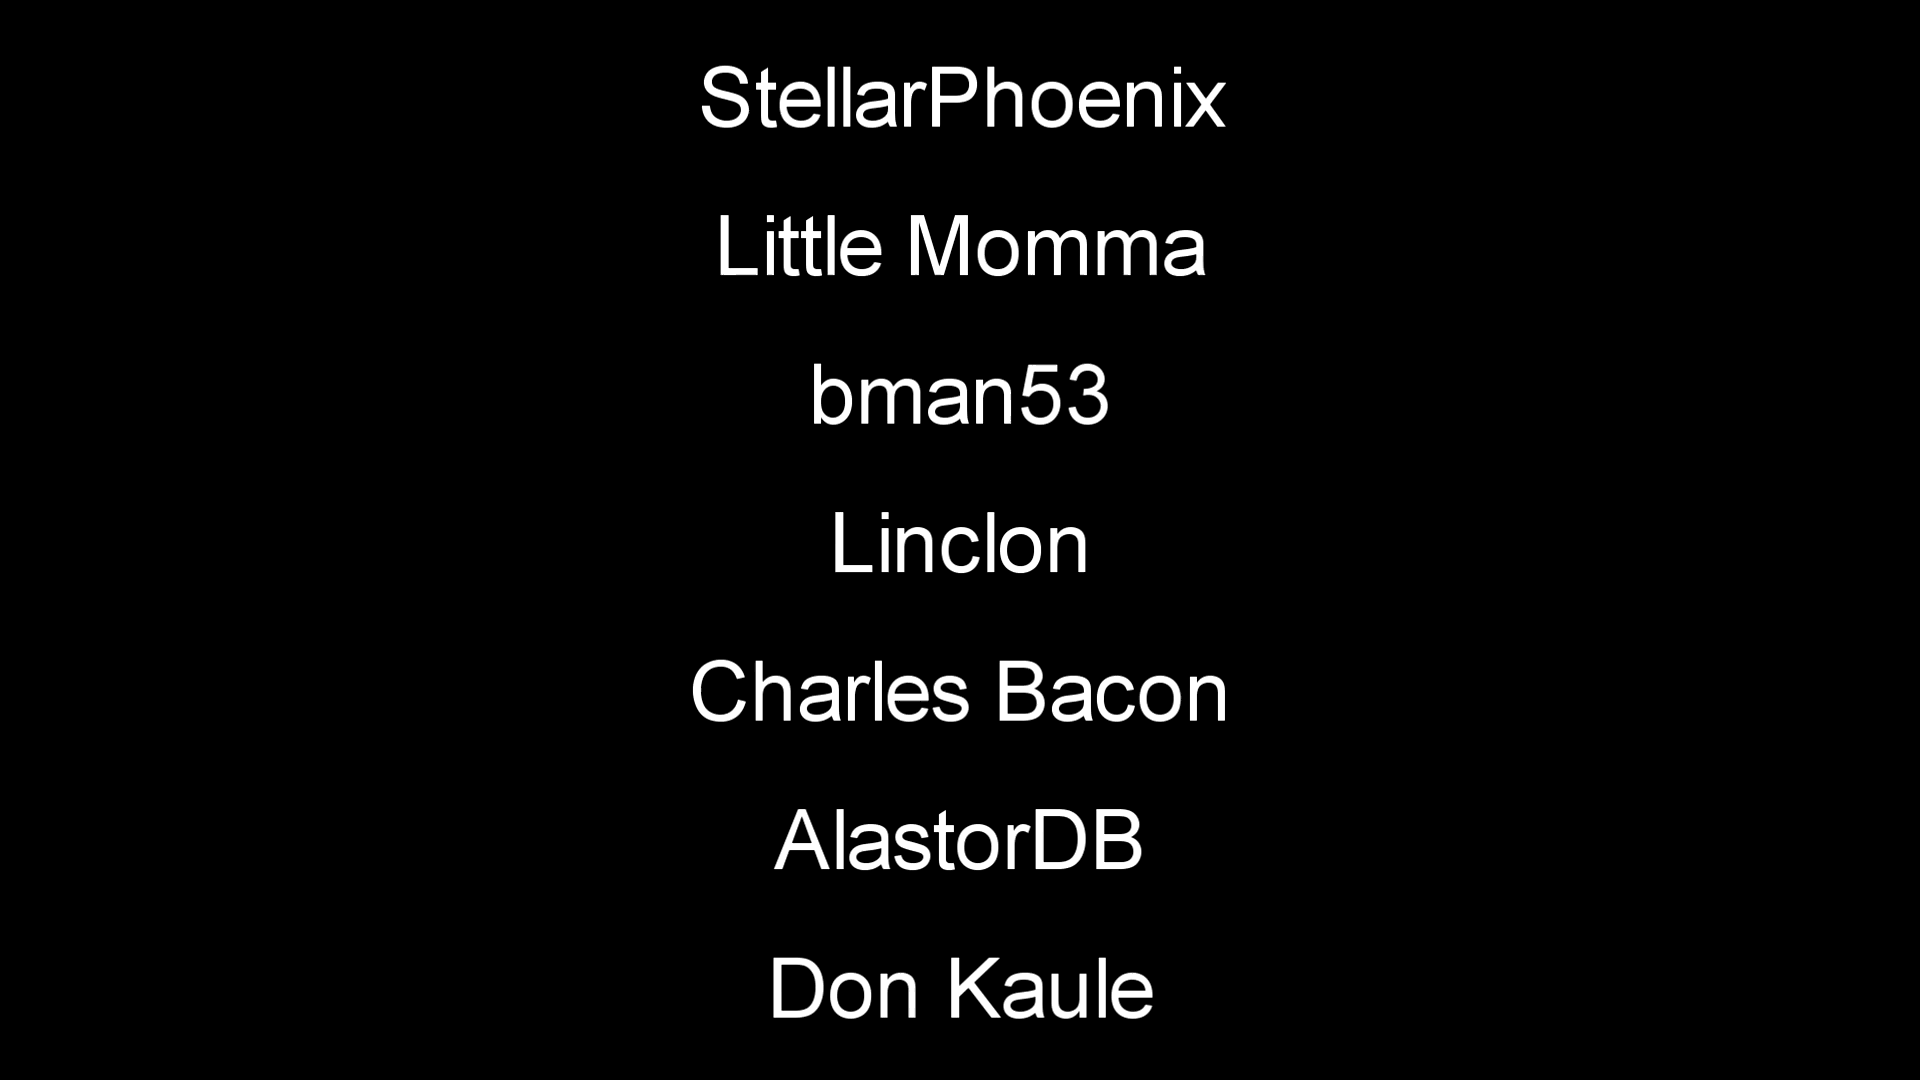 StellarPhoenix
Little Momma
bman53
Linclon
Charles Bacon
AlastorDB
Don Kaule